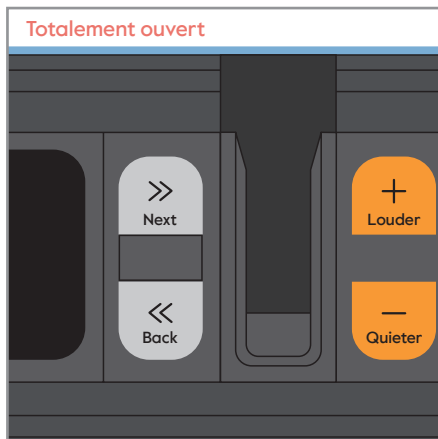 Totalement ouvert
>>
Next
+
Louder
<<
Back
−
Quieter